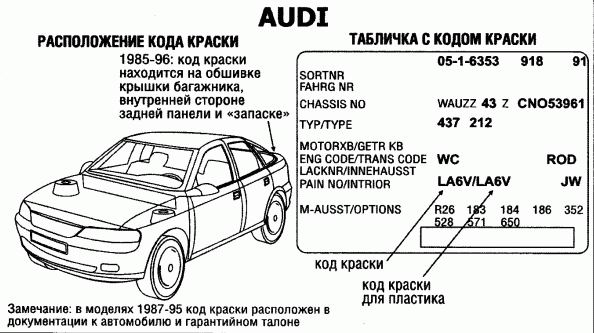 AUDI
РАСПОЛОЖЕНИЕ КОДА КРАСКИ
1985-96: код краски
находится на обшивке
крышки багажника,
внутренней стороне
задней панели и «запаске»
ТАБЛИЧКА С КОДОМ КРАСКИ
05-1-6353 918 91
SORTNR
FAHRG NR
CHASSIS NO WAUZZ 43 Z CNO53961
TYP/TYPE 437 212
MOTORXB/GETR KB
ENG CODE/TRANS CODE WC ROD
LACKNR/INNEHAUSST
PAIN NO/INTRIOR LA6V/LA6V JW
M-AUSST/OPTIONS R26 183 184 186 352
528 571 650
код краски
код краски
для пластика
Замечание: в моделях 1987-95 код краски расположен в
документации к автомобилю и гарантийном талоне